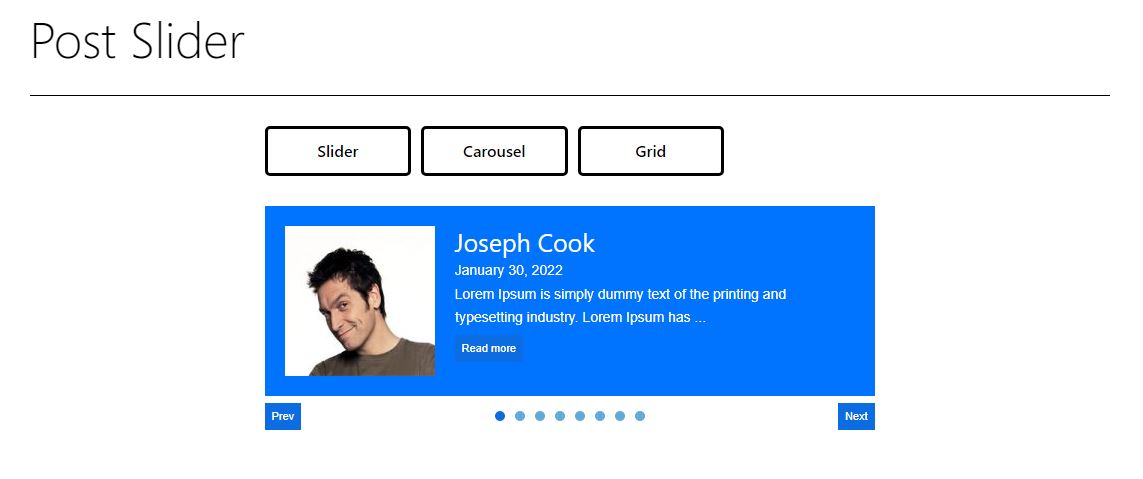 Post Slider
Slider
Carousel
Grid
Joseph Cook
January 30, 2022
Lorem Ipsum is simply dummy text of the printing and
typesetting industry. Lorem Ipsum has ...
Read more
Prev
Next